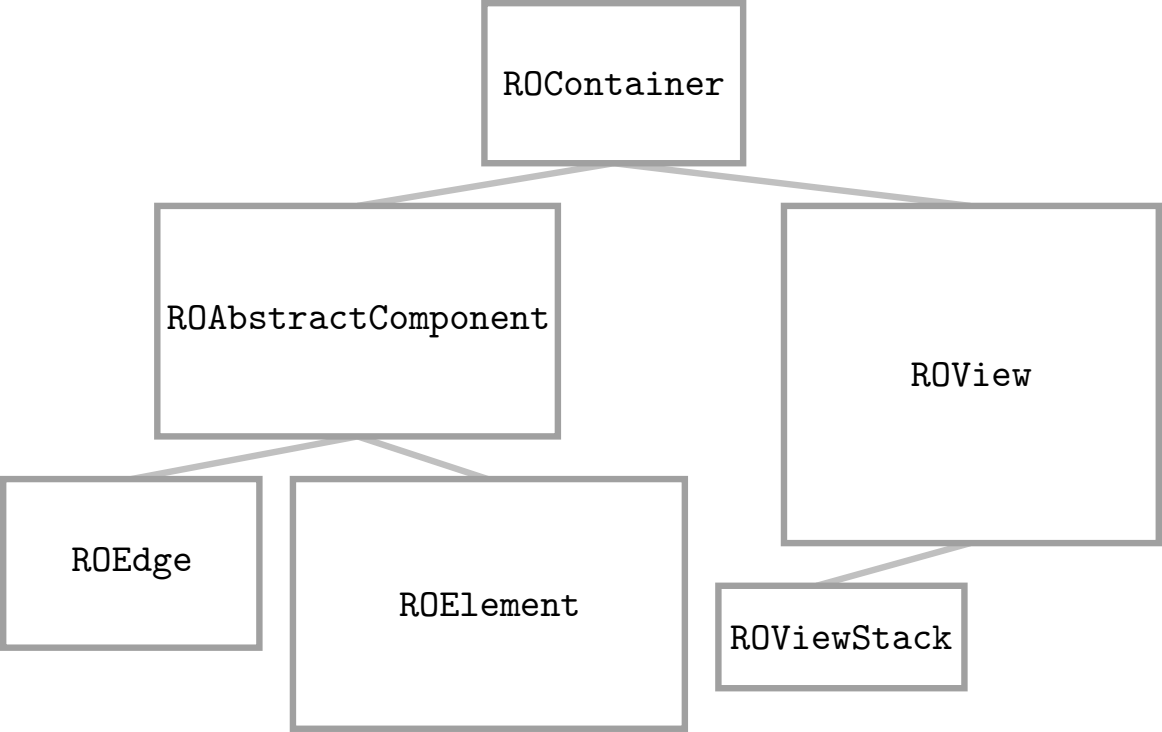 ROContainer
ROAbstractComponent
ROView
ROEdge
ROElement
ROViewStack